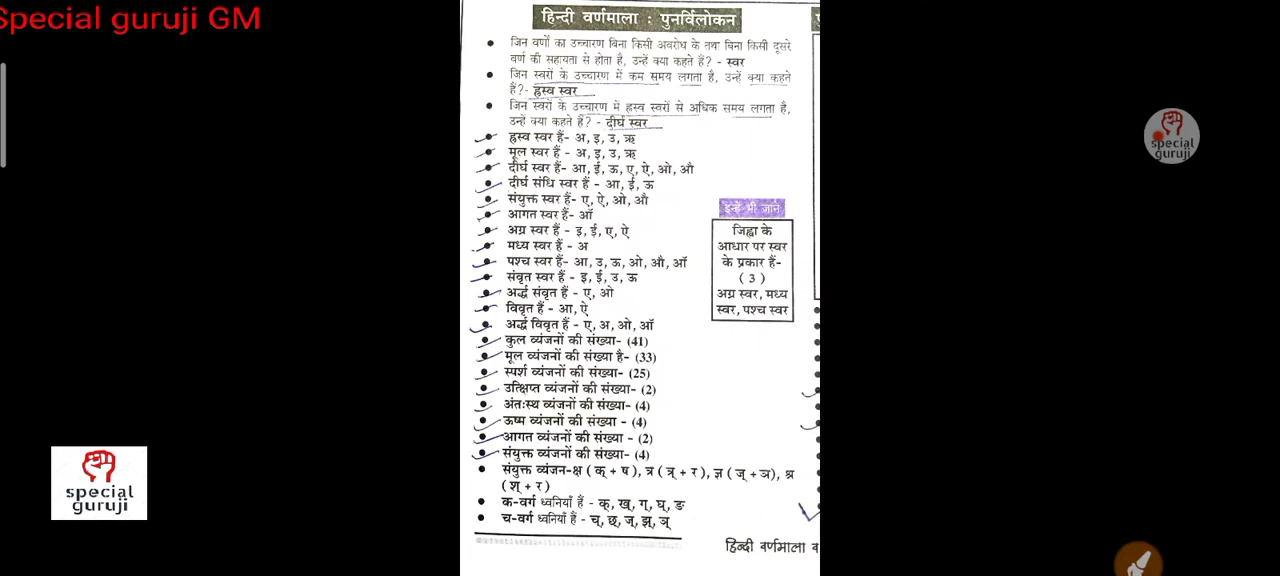 Special guruji GM
हिन्दी वर्णमाला : पुनर्विलोकन
• जिन वर्णों का उच्चारण बिना किसी अवरोध के तथा बिना किसी दूसरे
वर्ण की सहायता से होता है, उन्हें क्या कहते हैं? - स्वर
• जिन स्वरों के उच्चारण में कम समय लगता है, उन्हें क्या कहते
हैं?- ह्रस्व स्वर
• जिन स्वरों के उच्चारण में ह्रस्व स्वरों से अधिक समय लगता है,
उन्हें क्या कहते हैं? - दीर्घ स्वर
• ह्रस्व स्वर हैं- अ, इ, उ, ऋ
• मूल स्वर हैं - अ, इ, उ, ऋ
• दीर्घ स्वर हैं- आ, ई, ऊ, ए, ऐ, ओ, औ
• दीर्घ संधि स्वर हैं - आ, ई, ऊ
• संयुक्त स्वर हैं- ए, ऐ, ओ, औ
• आगत स्वर हैं- ऑ
• अग्र स्वर हैं - इ, ई, ए, ऐ
• मध्य स्वर हैं - अ
• पश्च स्वर हैं- आ, उ, ऊ, ओ, औ, ऑ
• संवृत स्वर हैं - इ, ई, उ, ऊ
• अर्द्ध संवृत हैं - ए, ओ
• विवृत हैं - आ, ऐ
• अर्द्ध विवृत हैं - ए, अ, ओ, ऑ
• कुल व्यंजनों की संख्या- (41)
• मूल व्यंजनों की संख्या है- (33)
• स्पर्श व्यंजनों की संख्या- (25)
• उत्क्षिप्त व्यंजनों की संख्या- (2)
• अंतःस्थ व्यंजनों की संख्या- (4)
• ऊष्म व्यंजनों की संख्या - (4)
• आगत व्यंजनों की संख्या - (2)
• संयुक्त व्यंजनों की संख्या- (4)
• संयुक्त व्यंजन-क्ष ( क् + ष ), त्र ( त् + र ), ज्ञ ( ज् + ञ ), श्र
( श् + र )
• क-वर्ग ध्वनियाँ हैं - क्, ख्, ग्, घ्, ङ
• च-वर्ग ध्वनियाँ हैं - च्, छ्, ज्, झ्, ञ्
इन्हें भी जानें
जिह्वा के
आधार पर स्वर
के प्रकार हैं-
( 3 )
अग्र स्वर, मध्य
स्वर, पश्च स्वर
हिन्दी वर्णमाला व
special
guruji
special
guruji